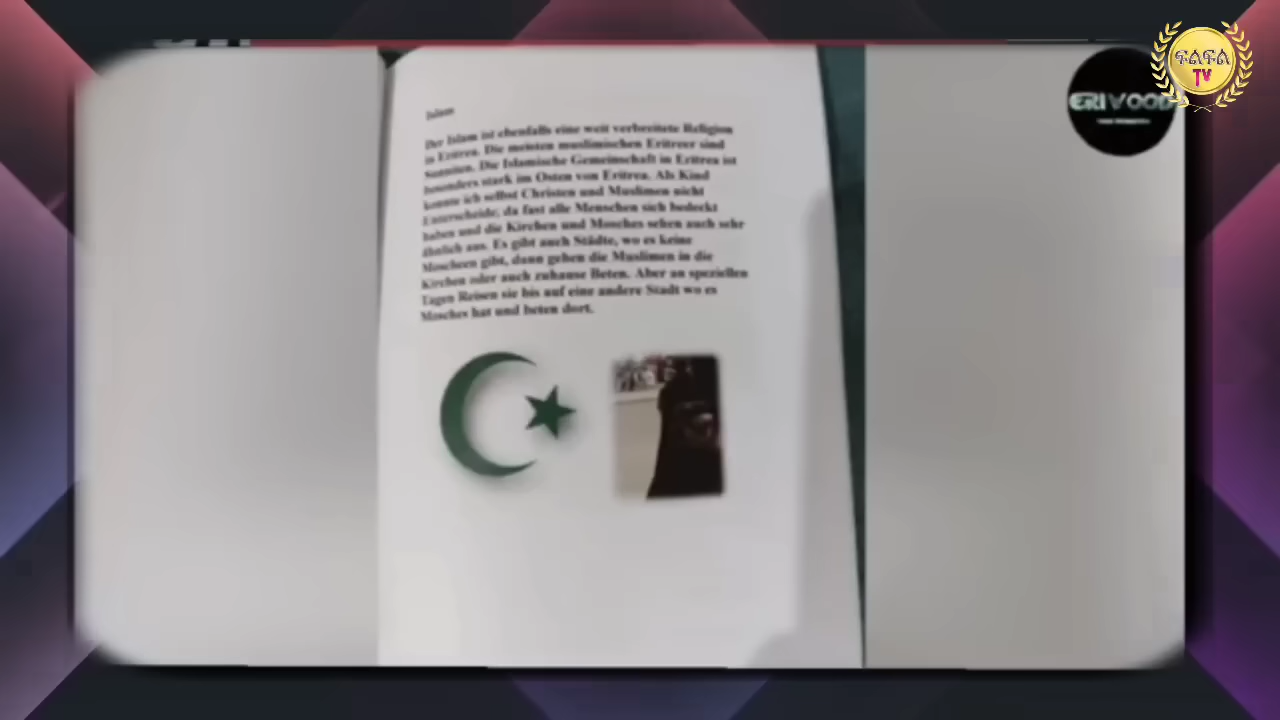 Islam
Der Islam ist ebenfalls eine weit verbreitete Religion
in Eritrea. Die meisten muslimischen Eritreer sind
Sunniten. Die Islamische Gemeinschaft in Eritrea ist
besonders stark im Osten von Eritrea. Als Kind
konnte ich selbst Christen und Muslimen nicht
Unterscheide, da fast alle Menschen sich bedeckt
haben und die Kirchen und Mosches sehen auch sehr
ähnlich aus. Es gibt auch Städte, wo es keine
Moscheen gibt, dann gehen die Muslimen in die
Kirchen oder auch zuhause Beten. Aber an speziellen
Tagen Reisen sie bis auf eine andere Stadt wo es
Mosches hat und beten dort.
ERIWOOD
ፍልፍል
TV